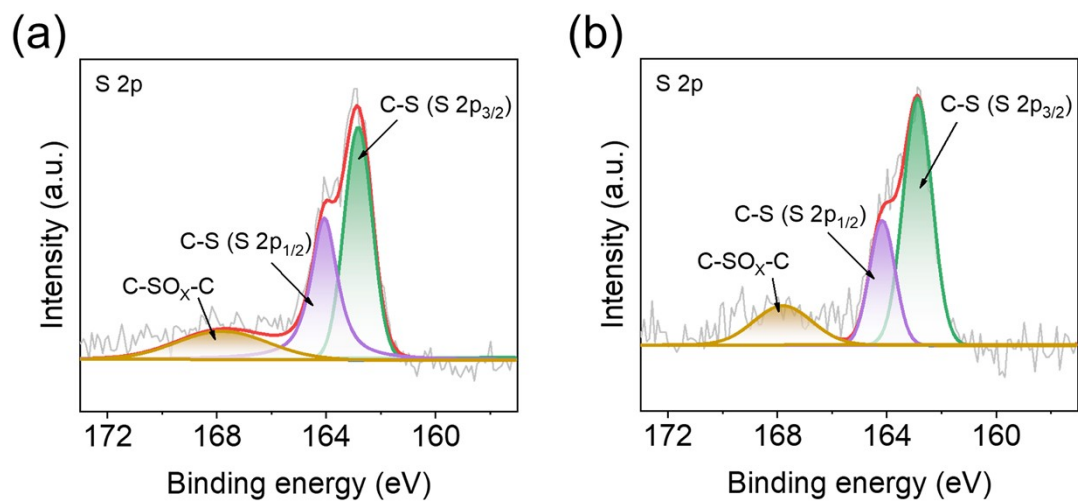 (a)
S 2p
C-S (S 2p3/2)
C-S (S 2p1/2)
C-SOX-C
Intensity (a.u.)
172 168 164 160
Binding energy (eV)
(b)
S 2p
C-S (S 2p3/2)
C-S (S 2p1/2)
C-SOX-C
Intensity (a.u.)
172 168 164 160
Binding energy (eV)